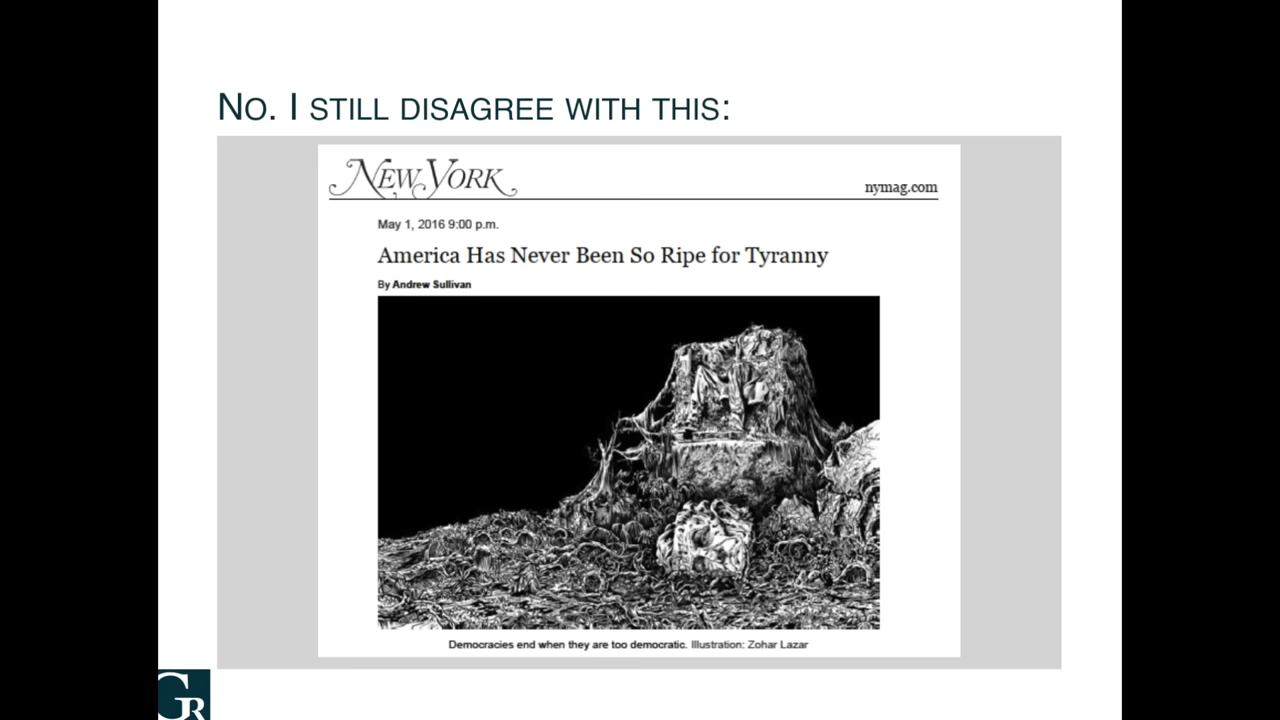 NO. I STILL DISAGREE WITH THIS:
NEW YORK
nymag.com
May 1, 2016 9:00 p.m.
America Has Never Been So Ripe for Tyranny
By Andrew Sullivan
Democracies end when they are too democratic. Illustration: Zohar Lazar
GR